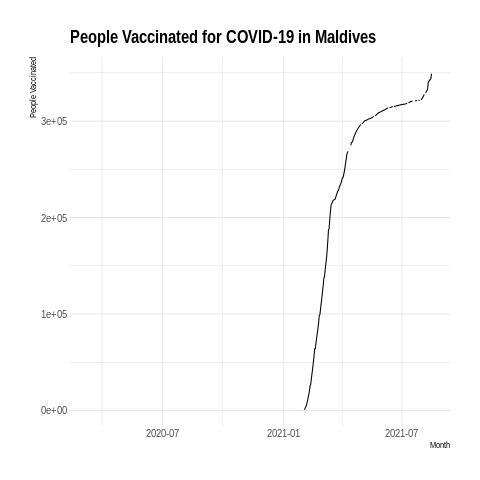 People Vaccinated for COVID-19 in Maldives
People Vaccinated
3e+05
2e+05
1e+05
0e+00
2020-07 2021-01 2021-07
Month